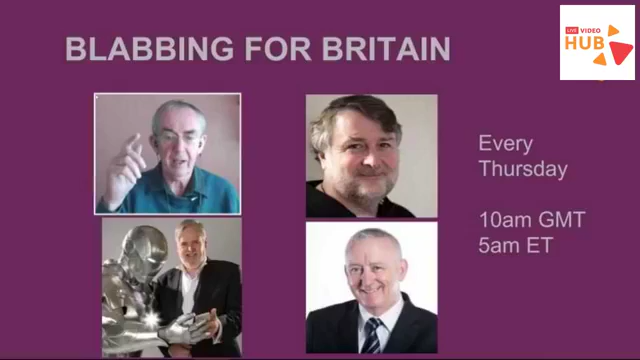 BLABBING FOR BRITAIN
LIVE VIDEO
HUB
Every
Thursday
10am GMT
5am ET